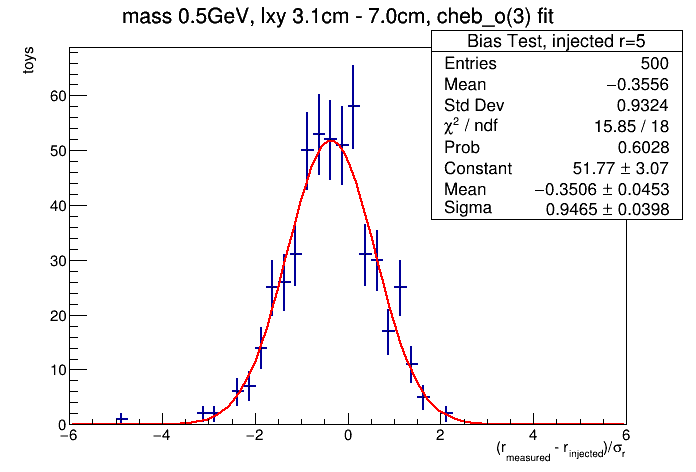 mass 0.5GeV, lxy 3.1cm - 7.0cm, cheb_o(3) fit
toys
Bias Test, injected r=5
Entries 500
Mean −0.3556
Std Dev 0.9324
χ² / ndf 15.85 / 18
Prob 0.6028
Constant 51.77 ± 3.07
Mean −0.3506 ± 0.0453
Sigma 0.9465 ± 0.0398
60
50
40
30
20
10
0
−6 −4 −2 0 2 4 6
(r_measured - r_injected)/σ_r